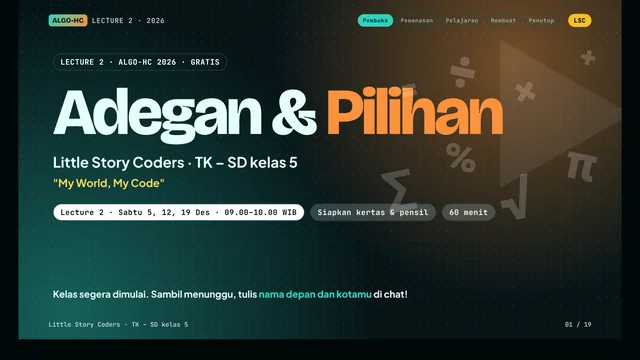 ALGO-HC LECTURE 2 · 2026
Pembuka Pemanasan Pelajaran Membuat Penutup LSC
LECTURE 2 · ALGO-HC 2026 · GRATIS
Adegan & Pilihan
Little Story Coders · TK – SD kelas 5
"My World, My Code"
Lecture 2 · Sabtu 5, 12, 19 Des · 09.00–10.00 WIB Siapkan kertas & pensil 60 menit
Kelas segera dimulai. Sambil menunggu, tulis nama depan dan kotamu di chat!
Little Story Coders · TK – SD kelas 5 01 / 19